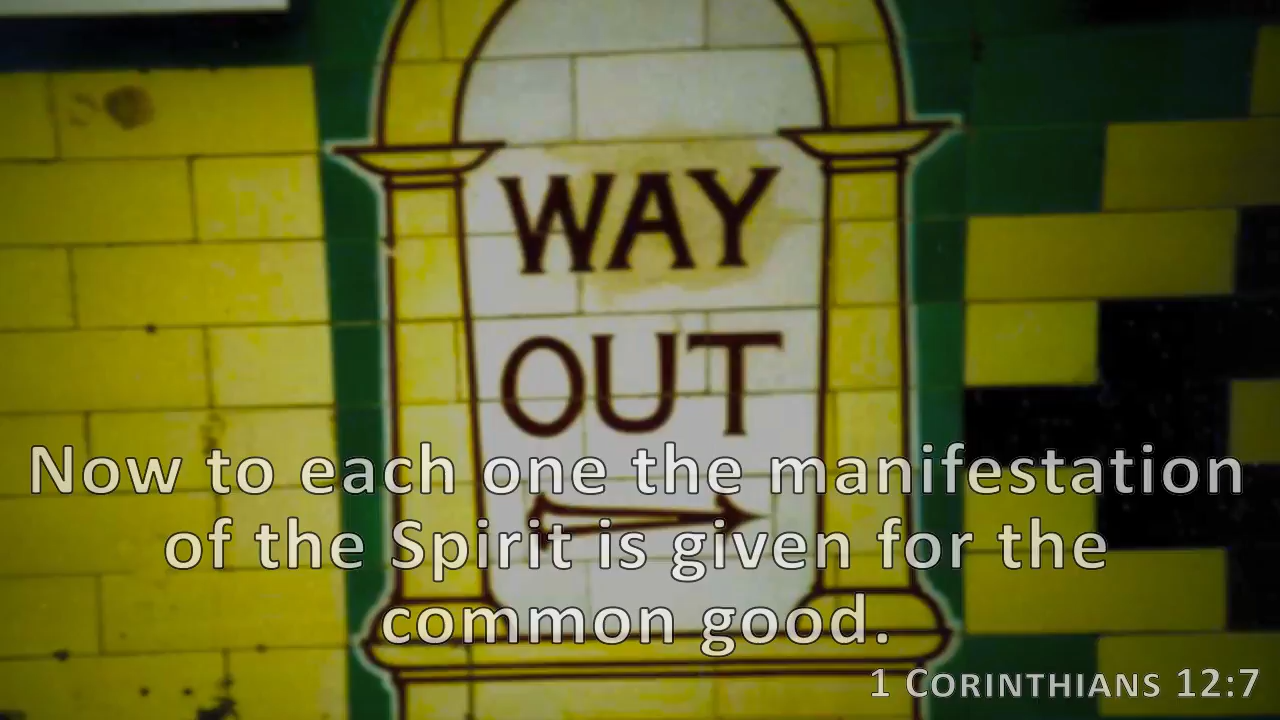 WAY
OUT
Now to each one the manifestation
of the Spirit is given for the
common good.
1 Corinthians 12:7